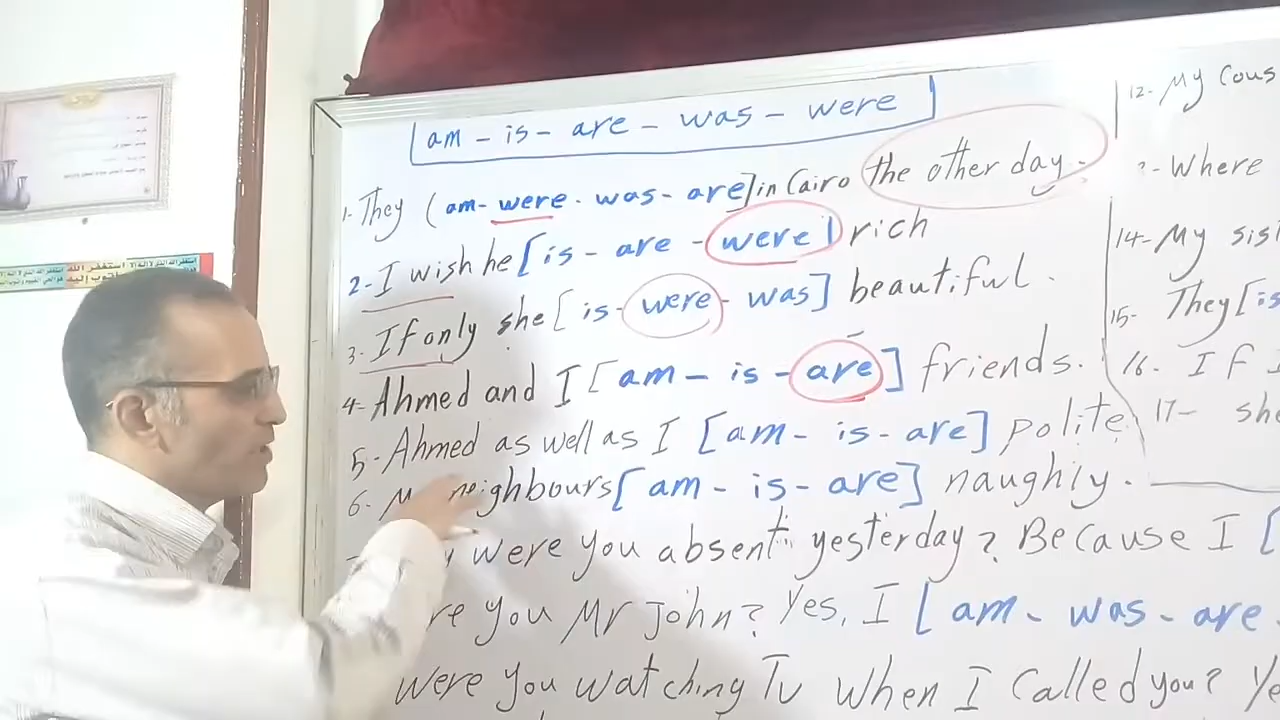 am - is - are - was - were
1- They (am- were - was - are] in Cairo the other day.
2- I wish he [is - are - were] rich
3- If only she [is - were - was] beautiful.
4- Ahmed and I [am - is - are] friends.
5- Ahmed as well as I [am - is - are] polite
6- neighbours [am - is - are] naughly.
were you absent yesterday? Because I [
you Mr John? Yes, I [am - was - are
Were you watching Tv when I called you?
12- My Cous
- Where
14- My sis
15- They [is
16- If
17- sh
استغفر الله